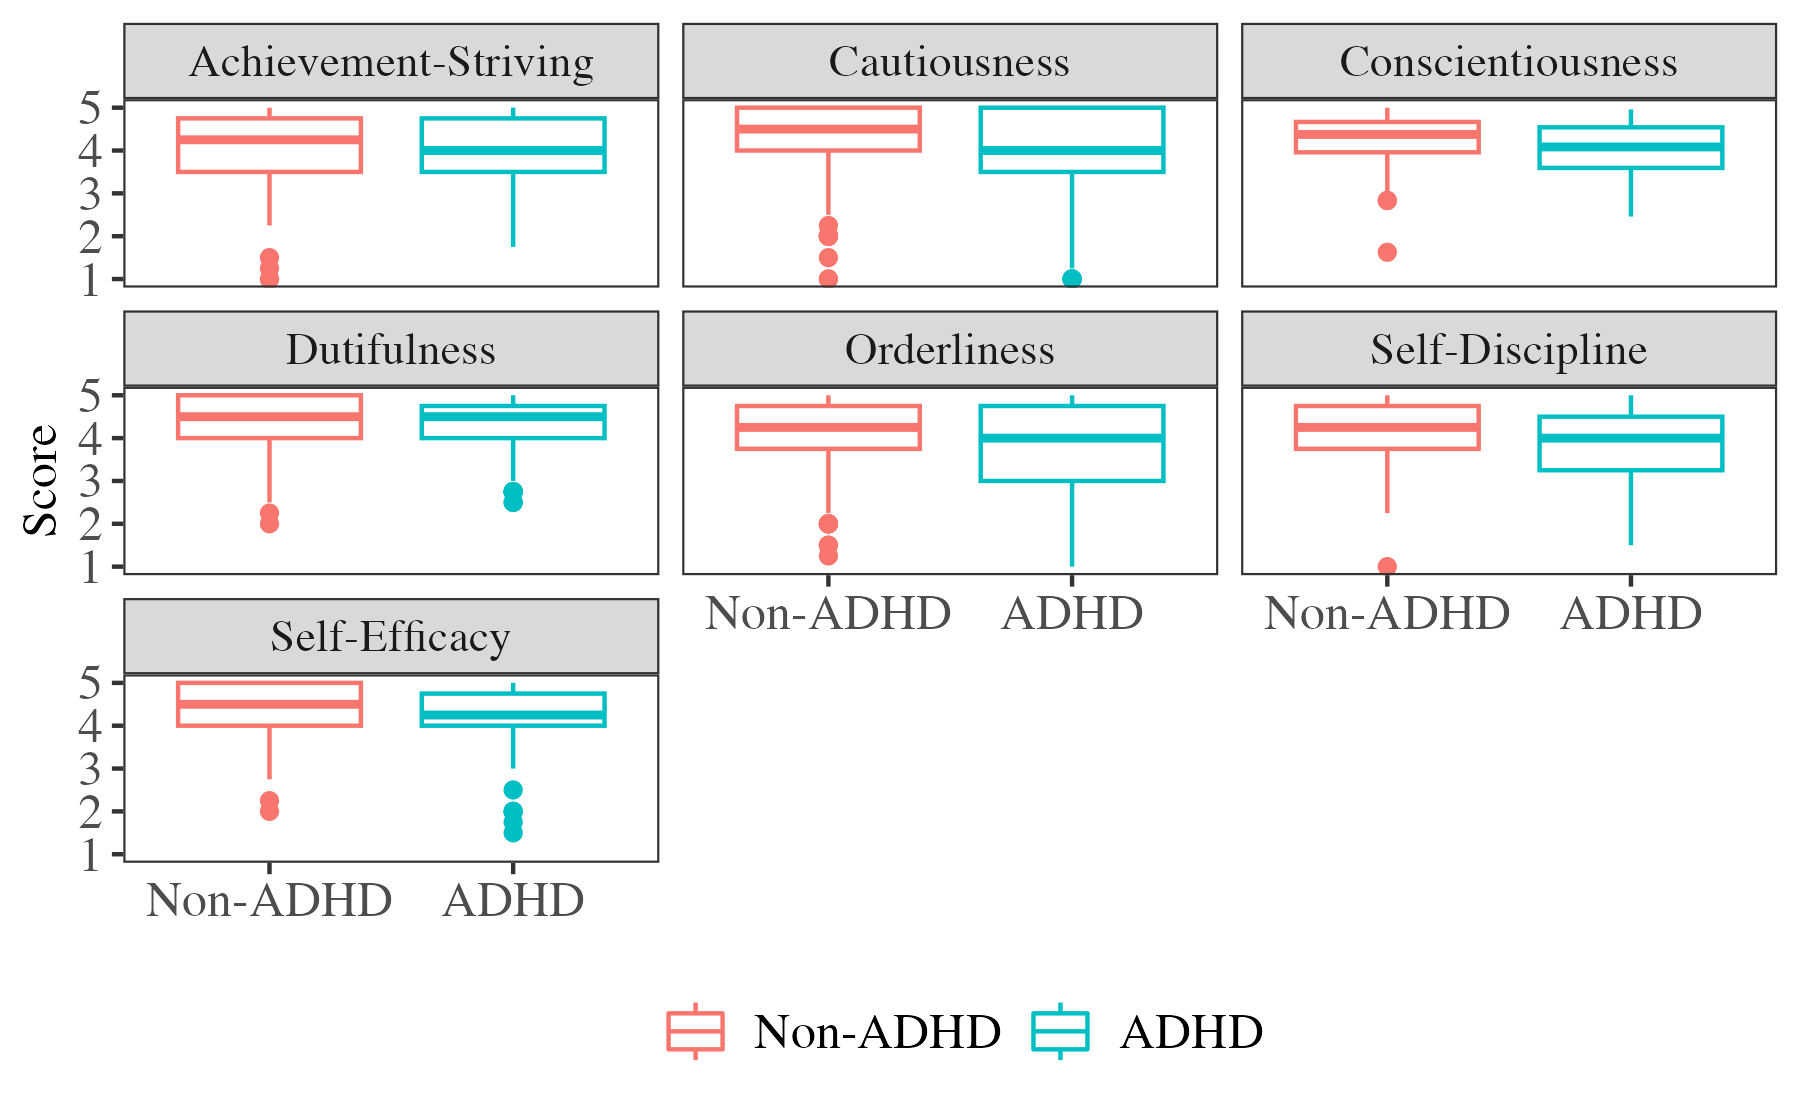 Achievement-Striving
Cautiousness
Conscientiousness
5
4
3
2
1
Dutifulness
Orderliness
Self-Discipline
Score
5
4
3
2
1
Non-ADHD
ADHD
Non-ADHD
ADHD
Self-Efficacy
5
4
3
2
1
Non-ADHD
ADHD
Non-ADHD
ADHD